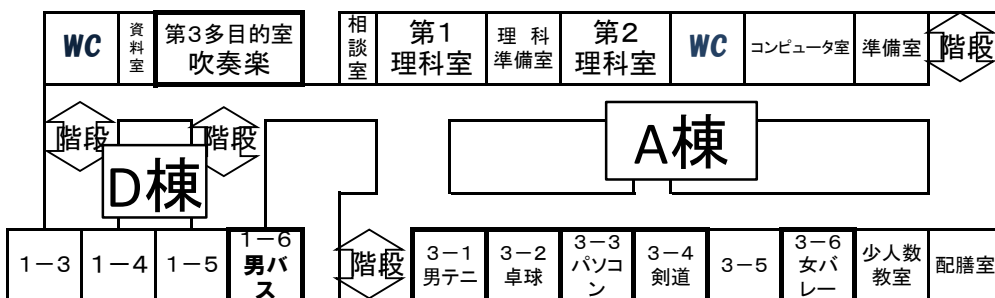 WC
資料室
第3多目的室
吹奏楽
相談室
第1
理科室
理 科
準備室
第2
理科室
WC
コンピュータ室
準備室
階段
階段
階段
D棟
A棟
1-3
1-4
1-5
1-6
男バ
ス
階段
3-1
男テニ
3-2
卓球
3-3
パソコ
ン
3-4
剣道
3-5
3-6
女バ
レー
少人数
教室
配膳室